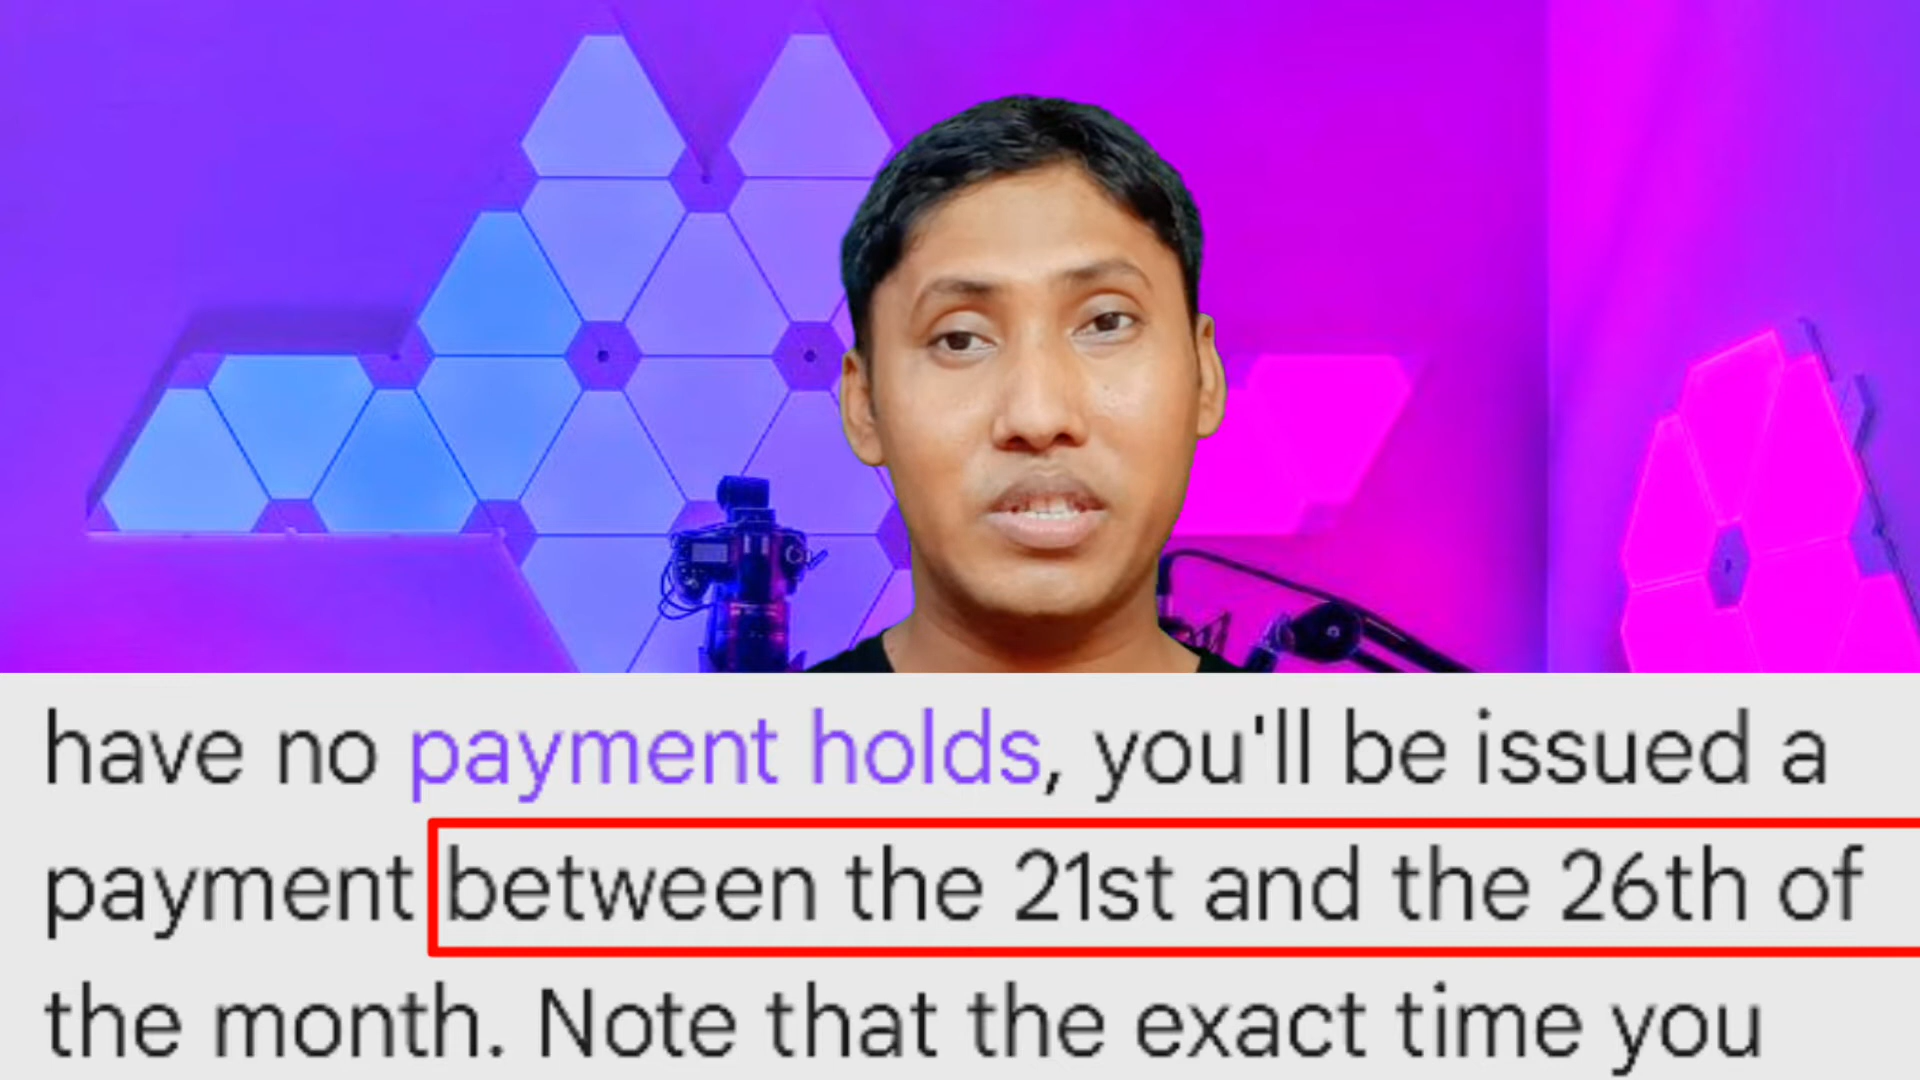 have no payment holds, you'll be issued a
payment between the 21st and the 26th of
the month. Note that the exact time you